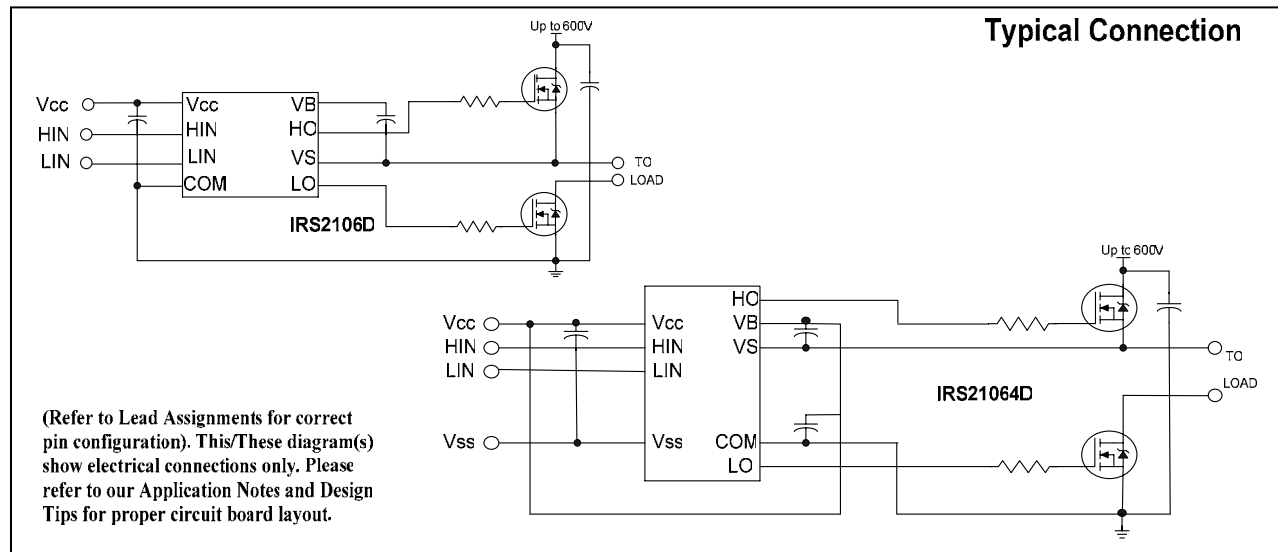 Typical Connection
Up to 600V
Vcc
HIN
LIN
Vcc
HIN
LIN
COM
VB
HO
VS
LO
IRS2106D
TO
LOAD
Up to 600V
Vcc
HIN
LIN
Vss
Vcc
HIN
LIN
Vss
HO
VB
VS
COM
LO
IRS21064D
TO
LOAD
(Refer to Lead Assignments for correct
pin configuration). This/These diagram(s)
show electrical connections only. Please
refer to our Application Notes and Design
Tips for proper circuit board layout.